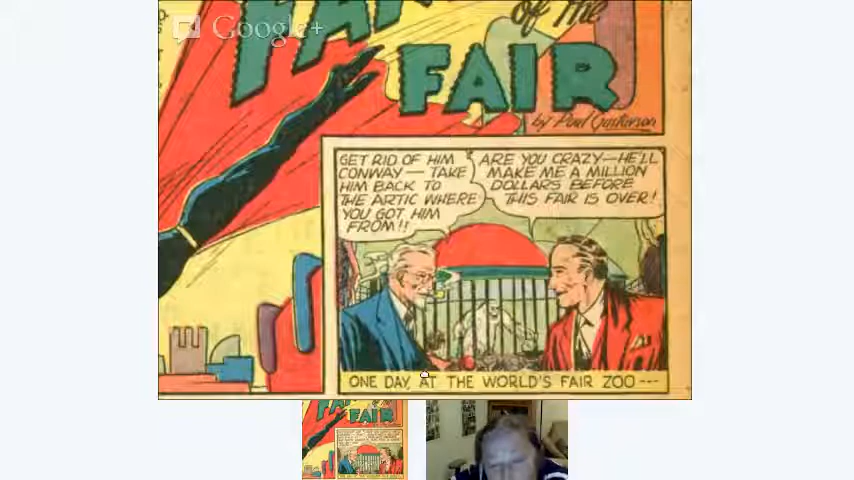 Google+
of The
FAIR
by Paul Gustavson
GET RID OF HIM
CONWAY — TAKE
HIM BACK TO
THE ARTIC WHERE
YOU GOT HIM
FROM!!
ARE YOU CRAZY—HE'LL
MAKE ME A MILLION
DOLLARS BEFORE
THIS FAIR IS OVER!
ONE DAY, AT THE WORLD'S FAIR ZOO ---
FAIR